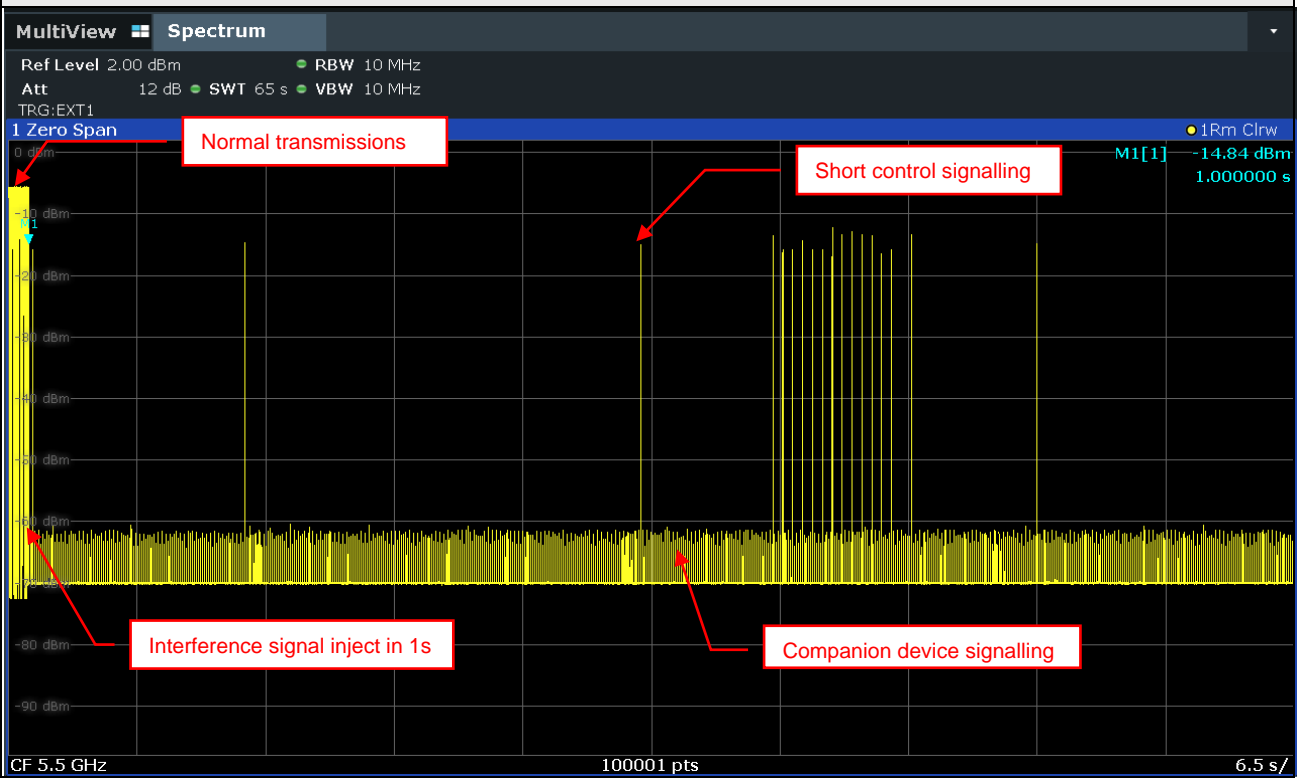 MultiView Spectrum
Ref Level 2.00 dBm RBW 10 MHz
Att 12 dB SWT 65 s VBW 10 MHz
TRG:EXT1
1 Zero Span 1Rm Clrw
Normal transmissions
0 dBm
M1[1] -14.84 dBm
1.000000 s
Short control signalling
-10 dBm
M1
-20 dBm
-30 dBm
-40 dBm
-50 dBm
-60 dBm
-70 dBm
Interference signal inject in 1s
-80 dBm
Companion device signalling
-90 dBm
CF 5.5 GHz 100001 pts 6.5 s/